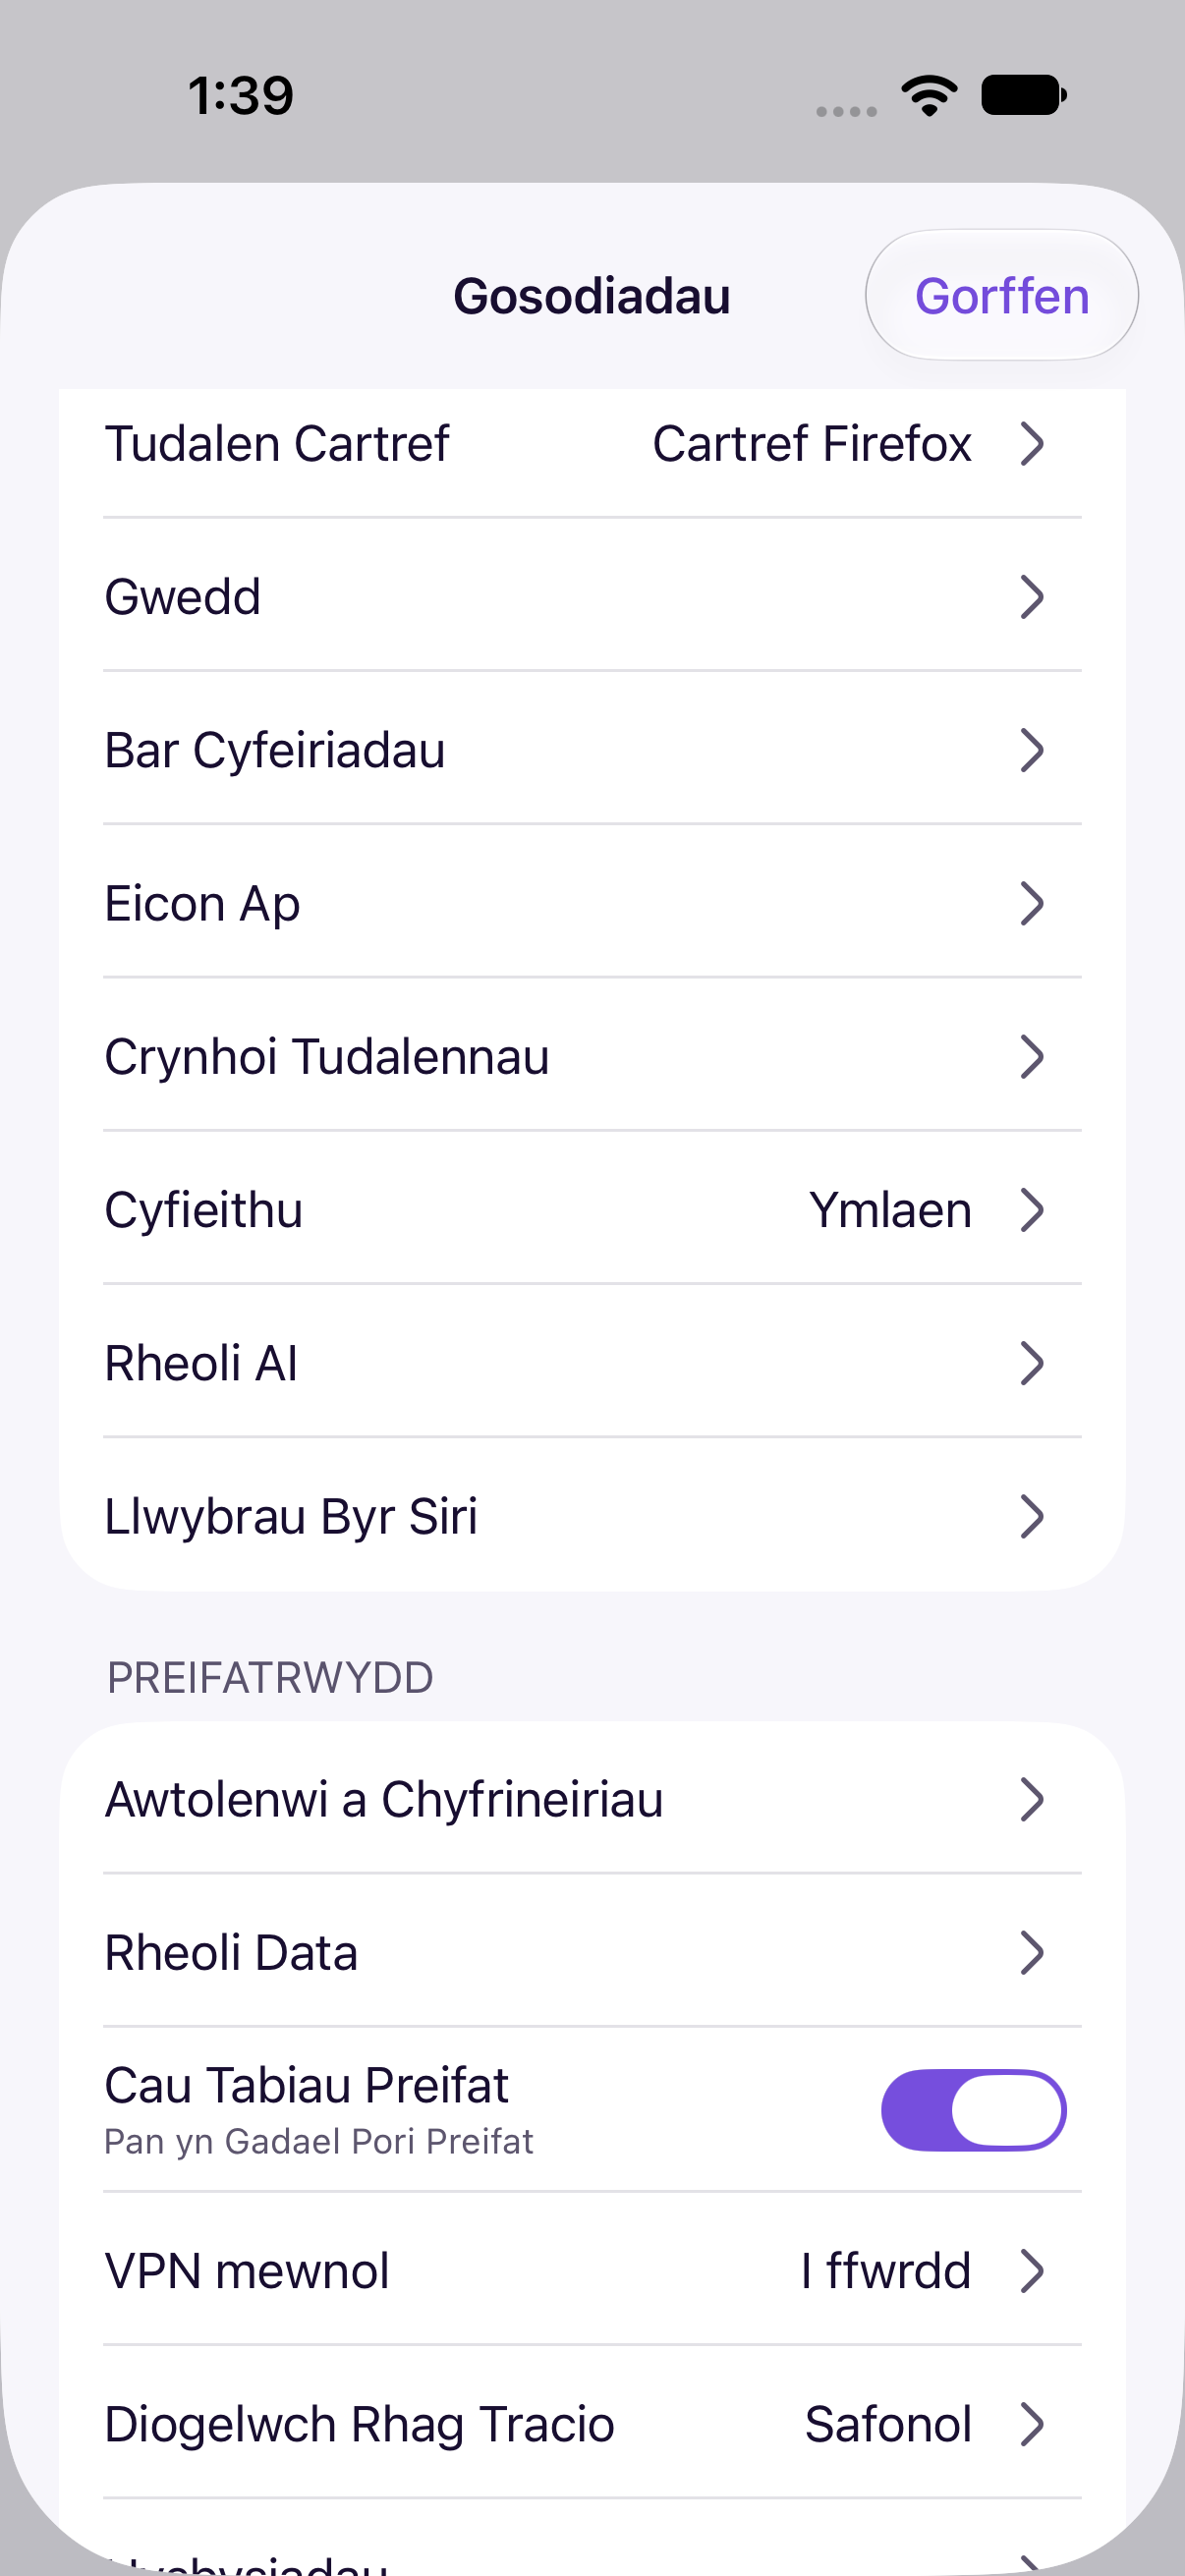 1:39
Gosodiadau
Gorffen
Tudalen Cartref
Cartref Firefox
Gwedd
Bar Cyfeiriadau
Eicon Ap
Crynhoi Tudalennau
Cyfieithu
Ymlaen
Rheoli AI
Llwybrau Byr Siri
PREIFATRWYDD
Awtolenwi a Chyfrineiriau
Rheoli Data
Cau Tabiau Preifat
Pan yn Gadael Pori Preifat
VPN mewnol
I ffwrdd
Diogelwch Rhag Tracio
Safonol